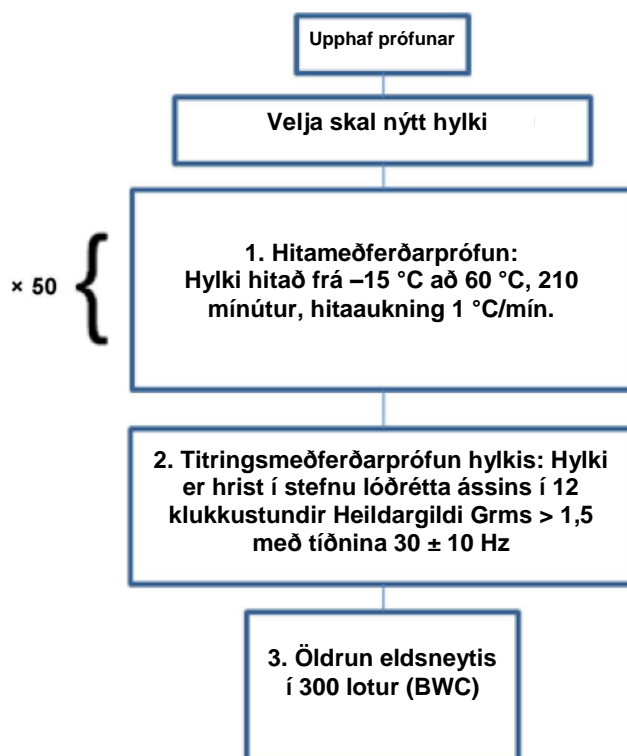 Upphaf prófunar
Velja skal nýtt hylki
× 50
1. Hitameðferðarprófun:
Hylki hitað frá –15 °C að 60 °C, 210
mínútur, hitaaukning 1 °C/mín.
2. Titringsmeðferðarprófun hylkis: Hylki
er hrist í stefnu lóðrétta ássins í 12
klukkustundir Heildargildi Grms > 1,5
með tíðnina 30 ± 10 Hz
3. Öldrun eldsneytis
í 300 lotur (BWC)